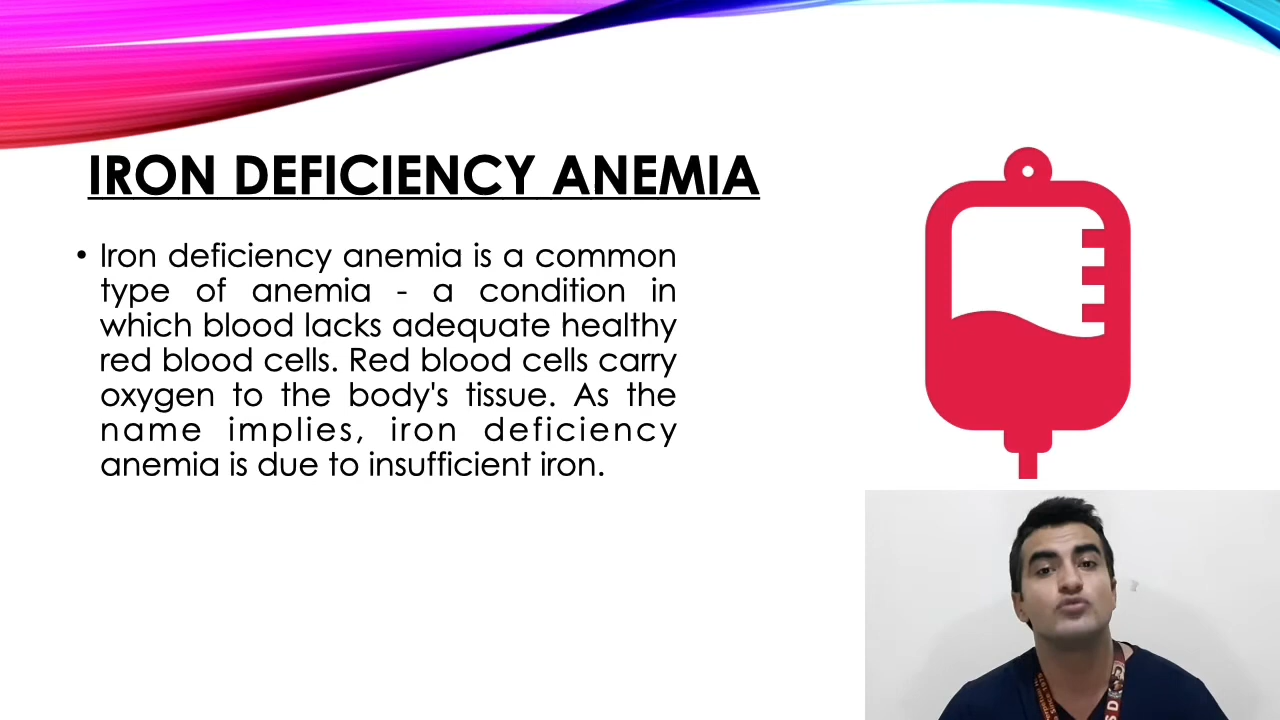 IRON DEFICIENCY ANEMIA
• Iron deficiency anemia is a common
type of anemia - a condition in
which blood lacks adequate healthy
red blood cells. Red blood cells carry
oxygen to the body's tissue. As the
name implies, iron deficiency
anemia is due to insufficient iron.